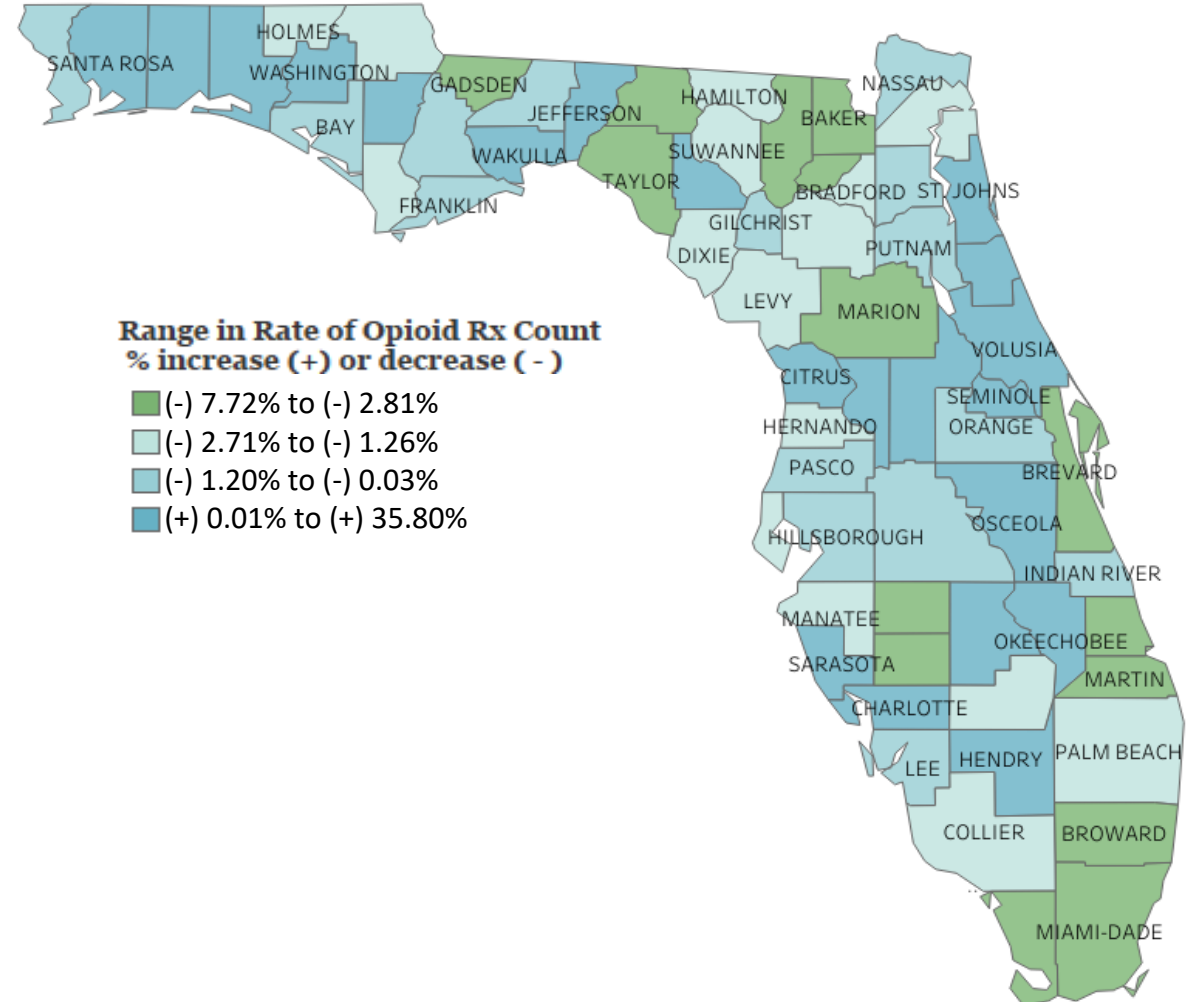 HOLMES
SANTA ROSA
WASHINGTON
GADSDEN
JEFFERSON
HAMILTON
NASSAU
BAKER
BAY
WAKULLA
SUWANNEE
TAYLOR
BRADFORD
ST. JOHNS
FRANKLIN
GILCHRIST
DIXIE
PUTNAM
LEVY
MARION
Range in Rate of Opioid Rx Count
% increase (+) or decrease ( - )
(-) 7.72% to (-) 2.81%
(-) 2.71% to (-) 1.26%
(-) 1.20% to (-) 0.03%
(+) 0.01% to (+) 35.80%
VOLUSIA
CITRUS
SEMINOLE
HERNANDO
ORANGE
PASCO
BREVARD
OSCEOLA
HILLSBOROUGH
INDIAN RIVER
MANATEE
OKEECHOBEE
SARASOTA
MARTIN
CHARLOTTE
PALM BEACH
HENDRY
LEE
COLLIER
BROWARD
MIAMI-DADE